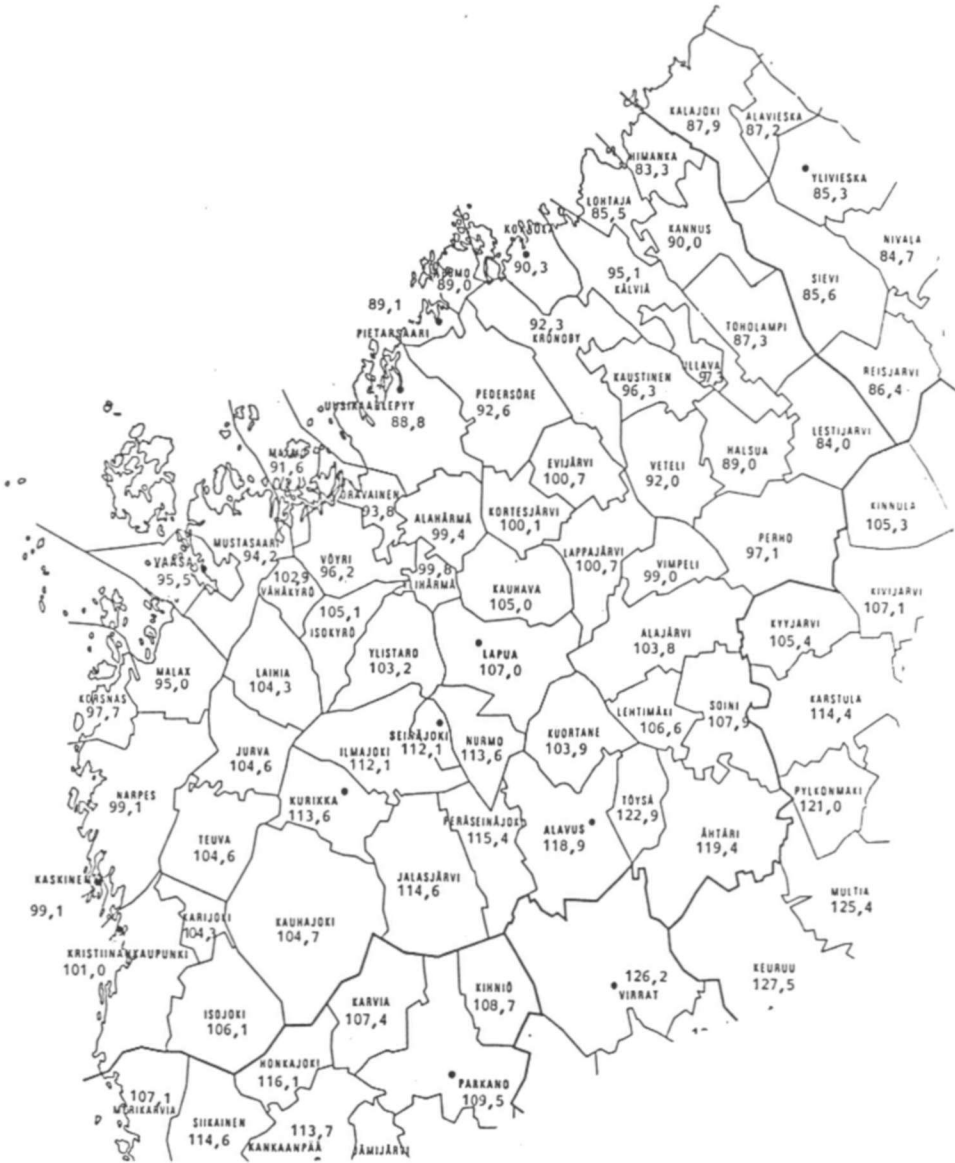 KALAJOKI
87,9
ALAVIESKA
87,2
HIMANKA
83,3
YLIVIESKA
85,3
LOHTAJA
85,5
KANNUS
90,0
NIVALA
84,7
90,3
95,1
KÄLVIÄ
SIEVI
85,6
89,0
89,1
PIETARSAARI
92,3
KRONOBY
TOHOLAMPI
87,3
ULLAVA
97,3
KAUSTINEN
96,3
REISJÄRVI
86,4
PEDERSÖRE
92,6
UUSIKAARLEPYY
88,8
LESTIJÄRVI
84,0
HALSUA
89,0
VETELI
92,0
EVIJÄRVI
100,7
91,6
ORAVAINEN
93,8
KORTESJÄRVI
100,1
ALAHÄRMÄ
99,4
KINNULA
105,3
PERHO
97,1
MUSTASAARI
94,2
VÖYRI
96,2
LAPPAJÄRVI
100,7
VIMPELI
99,0
VAASA
95,5
102,9
VÄHÄKYRÖ
99,8
IHÄRMÄ
KAUHAVA
105,0
KIVIJÄRVI
107,1
105,1
ISOKYRÖ
KYYJÄRVI
105,4
ALAJÄRVI
103,8
YLISTARO
103,2
LAPUA
107,0
MALAX
95,0
LAIHIA
104,3
KORSNÄS
97,7
LEHTIMÄKI
106,6
SOINI
107,9
KARSTULA
114,4
SEINÄJOKI
112,1
NURMO
113,6
KUORTANE
103,9
JURVA
104,6
ILMAJOKI
112,1
NARPES
99,1
KURIKKA
113,6
TÖYSÄ
122,9
PYLKÖNMÄKI
121,0
PERÄSEINÄJOKI
115,4
ALAVUS
118,9
ÄHTÄRI
119,4
TEUVA
104,6
JALASJÄRVI
114,6
KASKINEN
99,1
MULTIA
125,4
KARIJOKI
KAUHAJOKI
104,7
KRISTIINANKAUPUNKI
101,0
KEURUU
127,5
126,2
VIRRAT
KIHNIÖ
108,7
KARVIA
107,4
ISOJOKI
106,1
HONKAJOKI
116,1
PARKANO
109,5
107,1
MERIKARVIA
SIIKAINEN
114,6
113,7
KANKAANPÄÄ
JÄMIJÄRVI